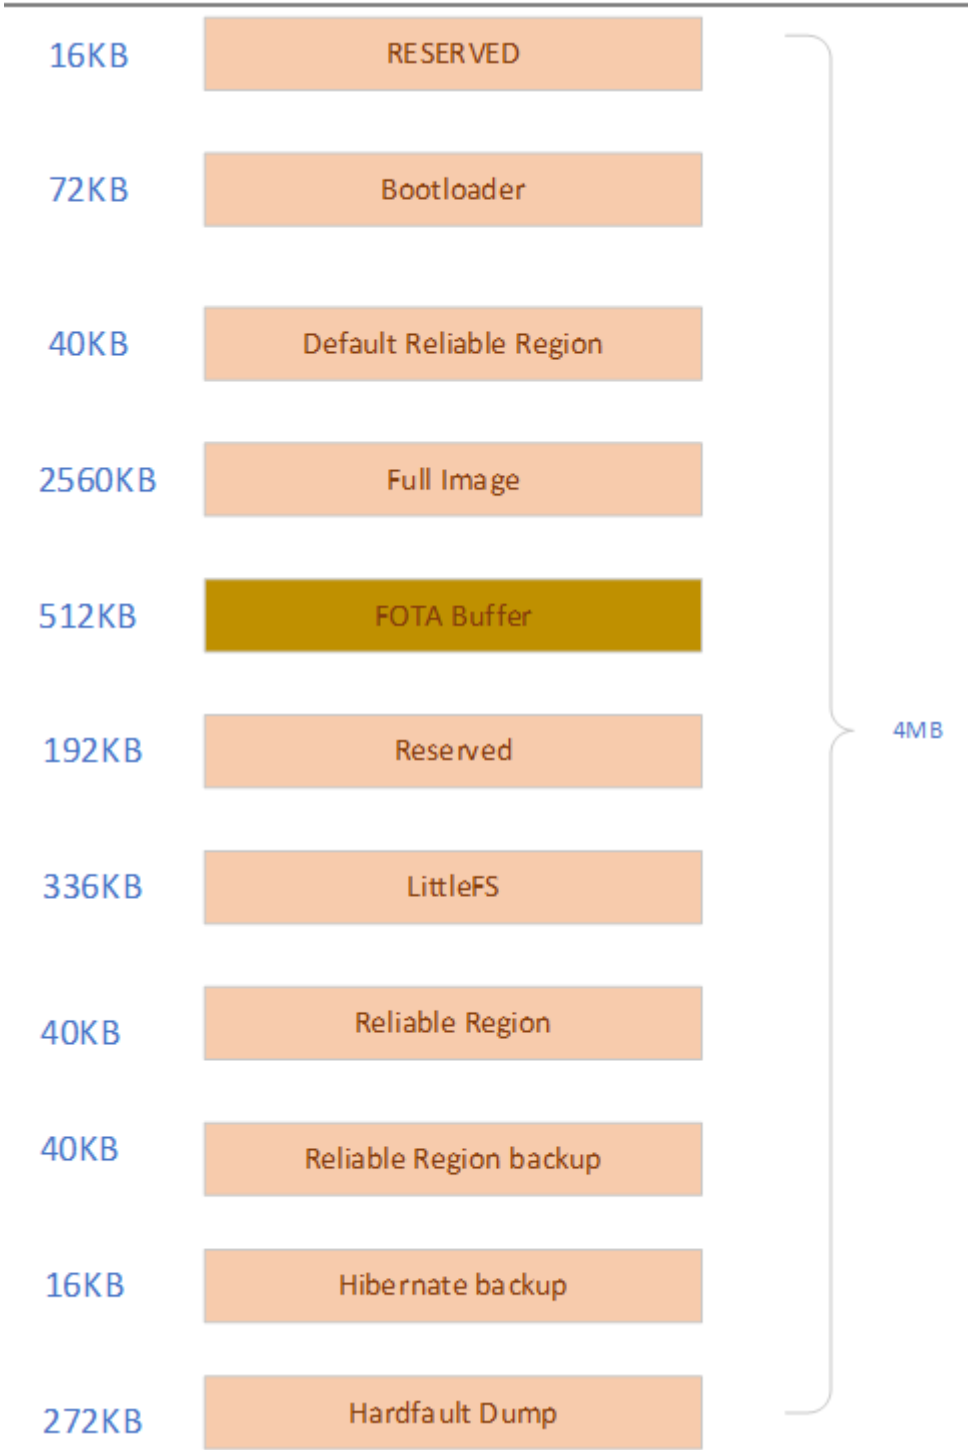 16KB RESERVED
72KB Bootloader
40KB Default Reliable Region
2560KB Full Image
512KB FOTA Buffer
192KB Reserved
4MB
336KB LittleFS
40KB Reliable Region
40KB Reliable Region backup
16KB Hibernate backup
272KB Hardfault Dump